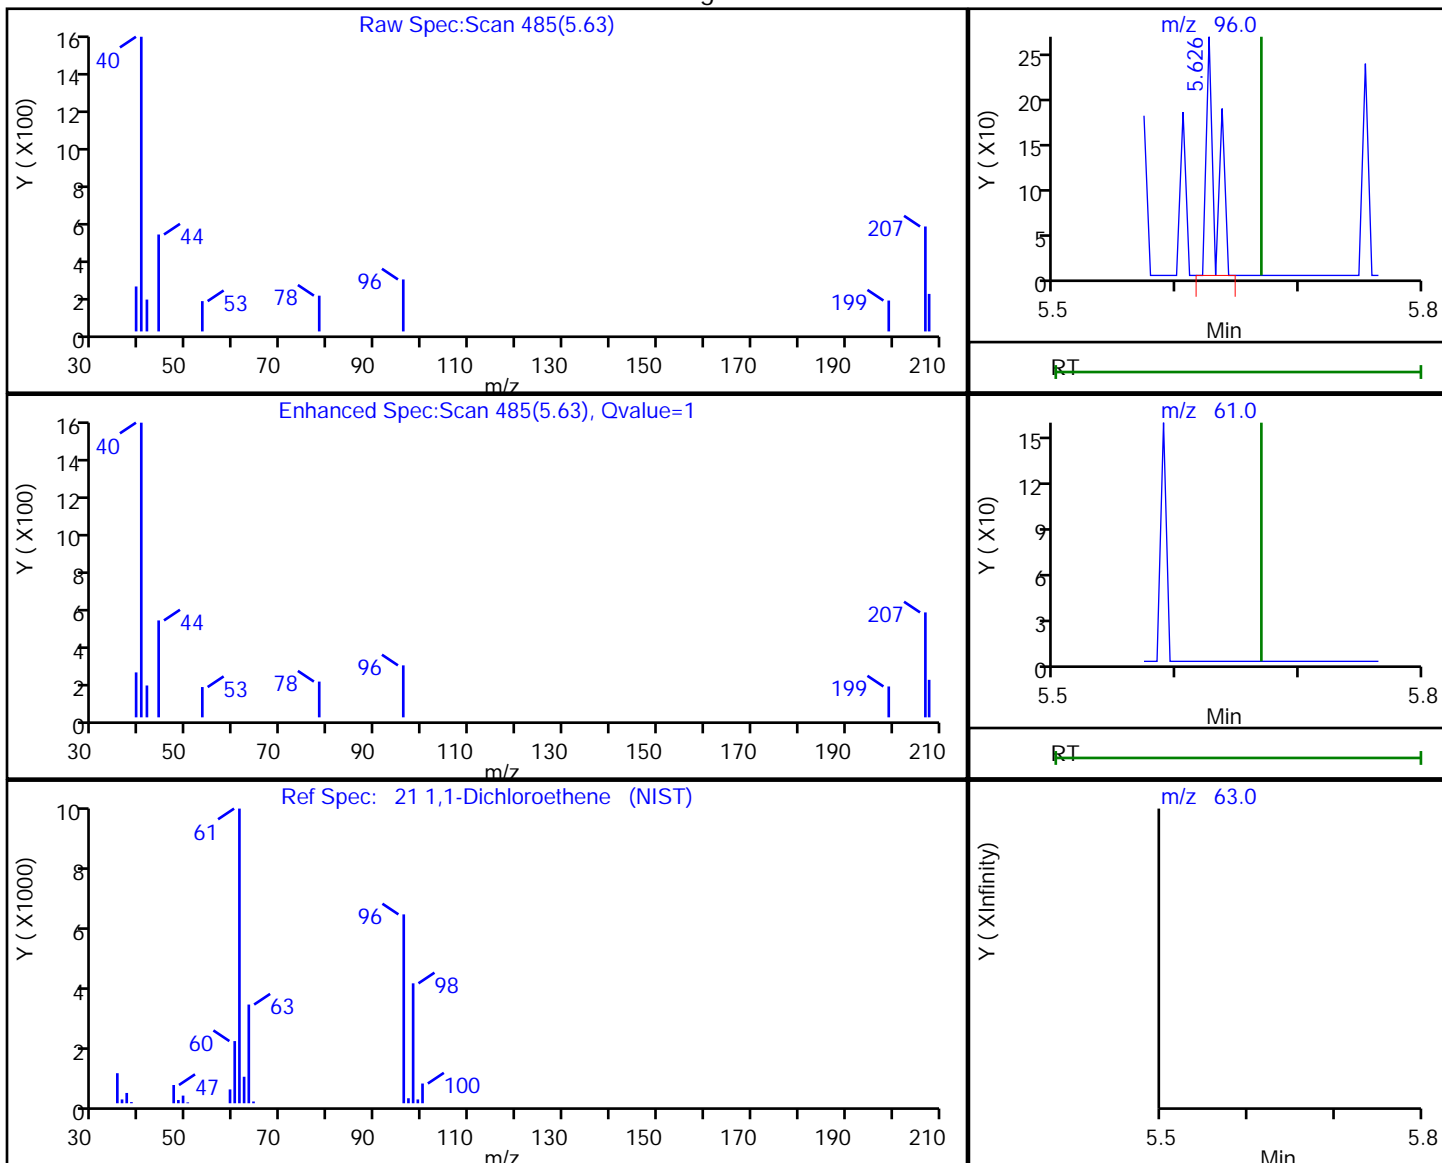 Raw Spec:Scan 485(5.63)
16
14
12
10
8
6
4
2
0
Y ( X100)
40
44
53
78
96
199
207
30 50 70 90 110 130 150 170 190 210
m/z
m/z 96.0
25
20
15
10
5
0
Y ( X10)
5.626
5.5 5.8
Min
RT
Enhanced Spec:Scan 485(5.63), Qvalue=1
16
14
12
10
8
6
4
2
0
Y ( X100)
40
44
53
78
96
199
207
30 50 70 90 110 130 150 170 190 210
m/z
m/z 61.0
15
12
9
6
3
0
Y ( X10)
5.5 5.8
Min
RT
Ref Spec: 21 1,1-Dichloroethene (NIST)
10
8
6
4
2
0
Y ( X1000)
61
96
98
63
60
47
100
30 50 70 90 110 130 150 170 190 210
m/z
m/z 63.0
Y ( XInfinity)
5.5 5.8
Min